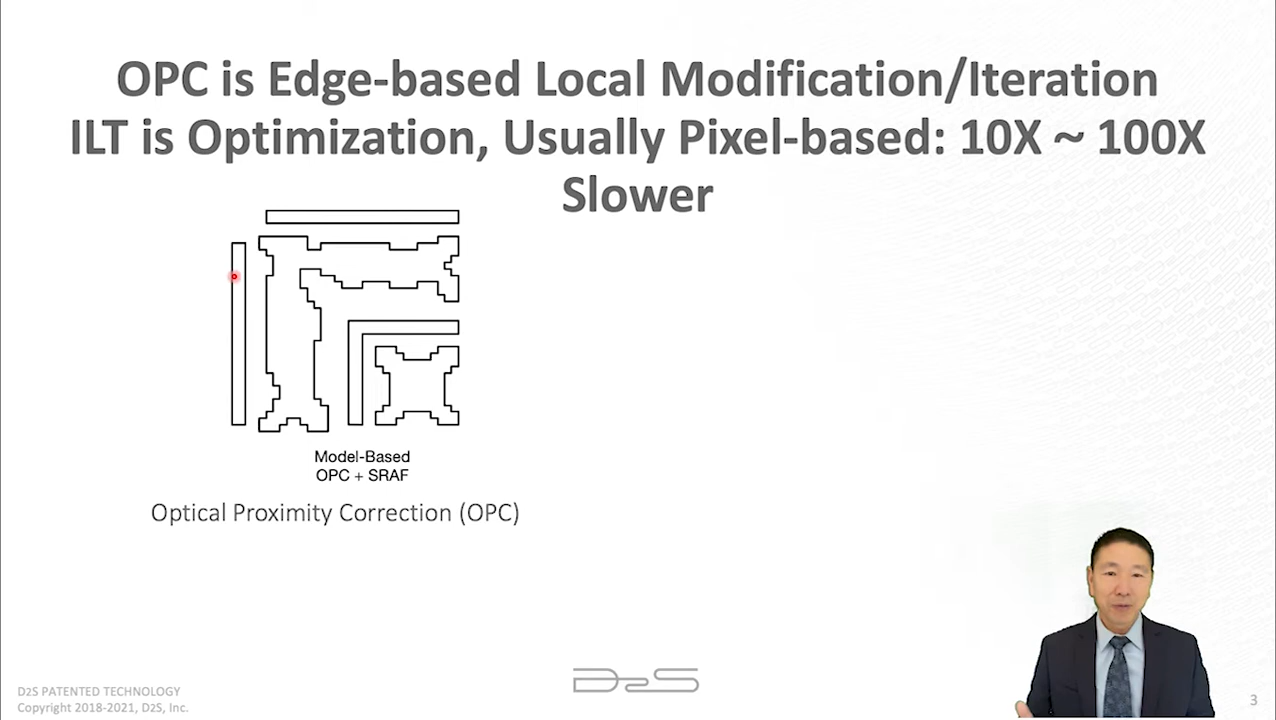 OPC is Edge-based Local Modification/Iteration
ILT is Optimization, Usually Pixel-based: 10X ~ 100X
Slower
Model-Based
OPC + SRAF
Optical Proximity Correction (OPC)
D2S
D2S PATENTED TECHNOLOGY
Copyright 2018-2021, D2S, Inc.
3